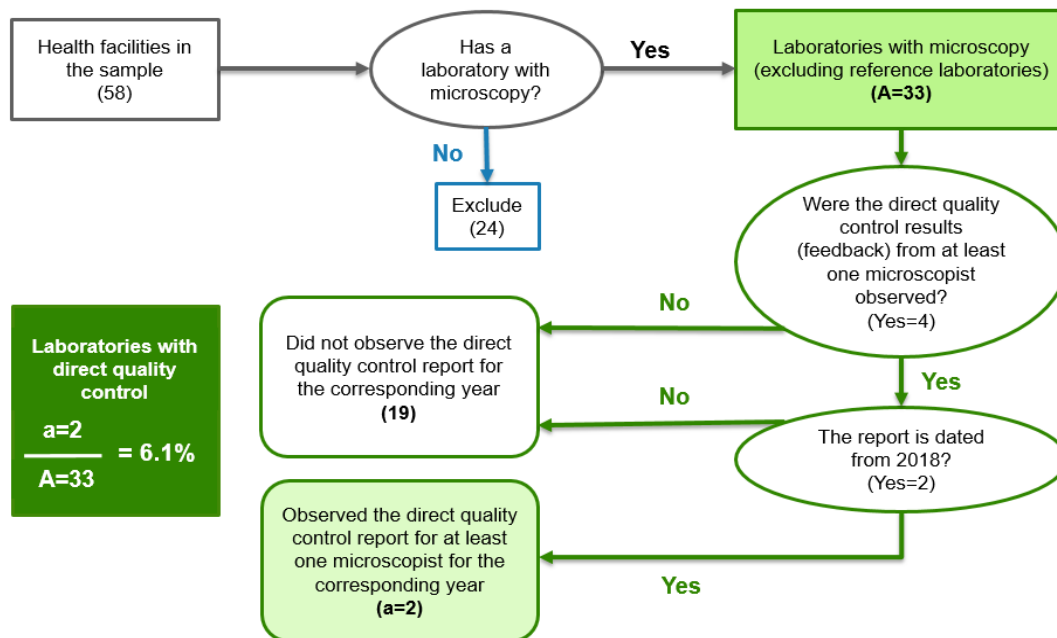 Health facilities in
the sample
(58)
Has a
laboratory with
microscopy?
Yes
Laboratories with microscopy
(excluding reference laboratories)
(A=33)
No
Exclude
(24)
Were the direct quality
control results
(feedback) from at least
one microscopist
observed?
(Yes=4)
No
Did not observe the direct
quality control report for
the corresponding year
(19)
Yes
No
The report is dated
from 2018?
(Yes=2)
Laboratories with
direct quality
control
a=2
A=33
= 6.1%
Observed the direct quality
control report for at least
one microscopist for the
corresponding year
(a=2)
Yes